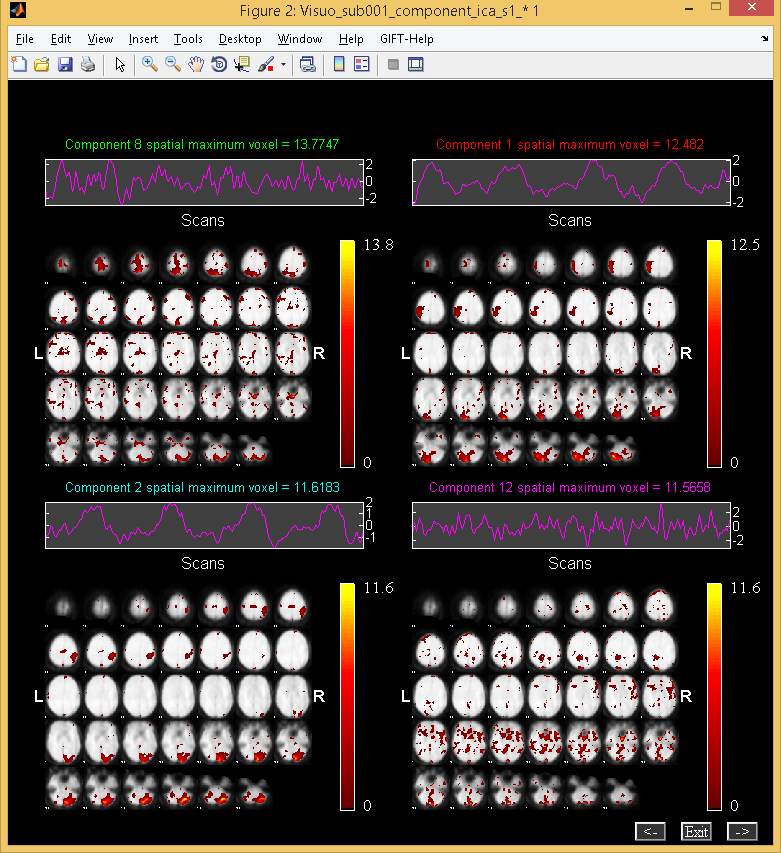 Figure 2: Visuo_sub001_component_ica_s1_* 1
File Edit View Insert Tools Desktop Window Help GIFT-Help
Component 8 spatial maximum voxel = 13.7747
2
0
-2
Scans
13.8
L
R
0
Component 1 spatial maximum voxel = 12.482
2
0
-2
Scans
12.5
L
R
0
Component 2 spatial maximum voxel = 11.6183
2
1
0
-1
Scans
11.6
L
R
0
Component 12 spatial maximum voxel = 11.5658
2
0
-2
Scans
11.6
L
R
0
<- Exit ->